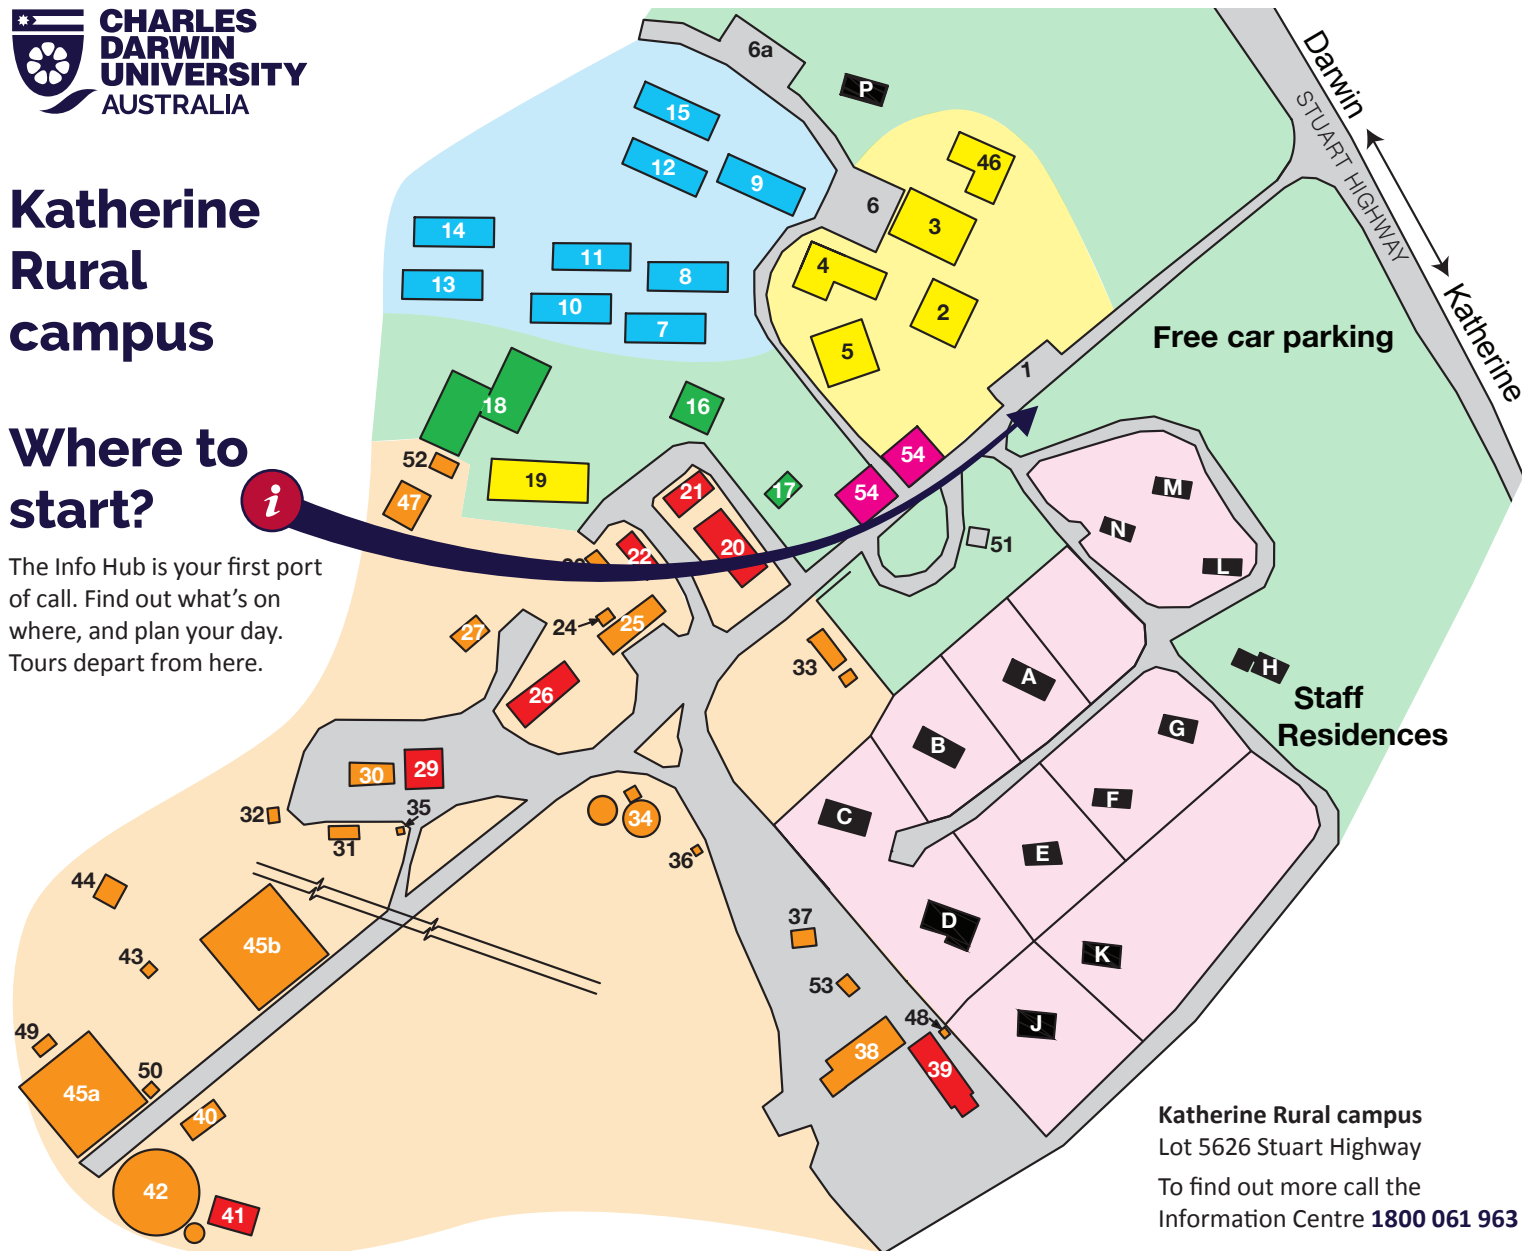 CHARLES
DARWIN
UNIVERSITY
AUSTRALIA
Katherine
Rural
campus
Where to
start?
i
The Info Hub is your first port
of call. Find out what's on
where, and plan your day.
Tours depart from here.
6a
P
15
12
9
46
6
3
14
11
8
4
13
10
7
2
5
1
Darwin
STUART HIGHWAY
Katherine
Free car parking
18
16
52
47
19
21
17
54
54
51
22
20
24
25
27
26
33
M
N
L
A
H
Staff
Residences
B
G
30
29
32
35
31
34
36
C
F
E
44
45b
43
37
D
K
53
48
J
49
50
45a
38
39
40
42
41
Katherine Rural campus
Lot 5626 Stuart Highway
To find out more call the
Information Centre 1800 061 963